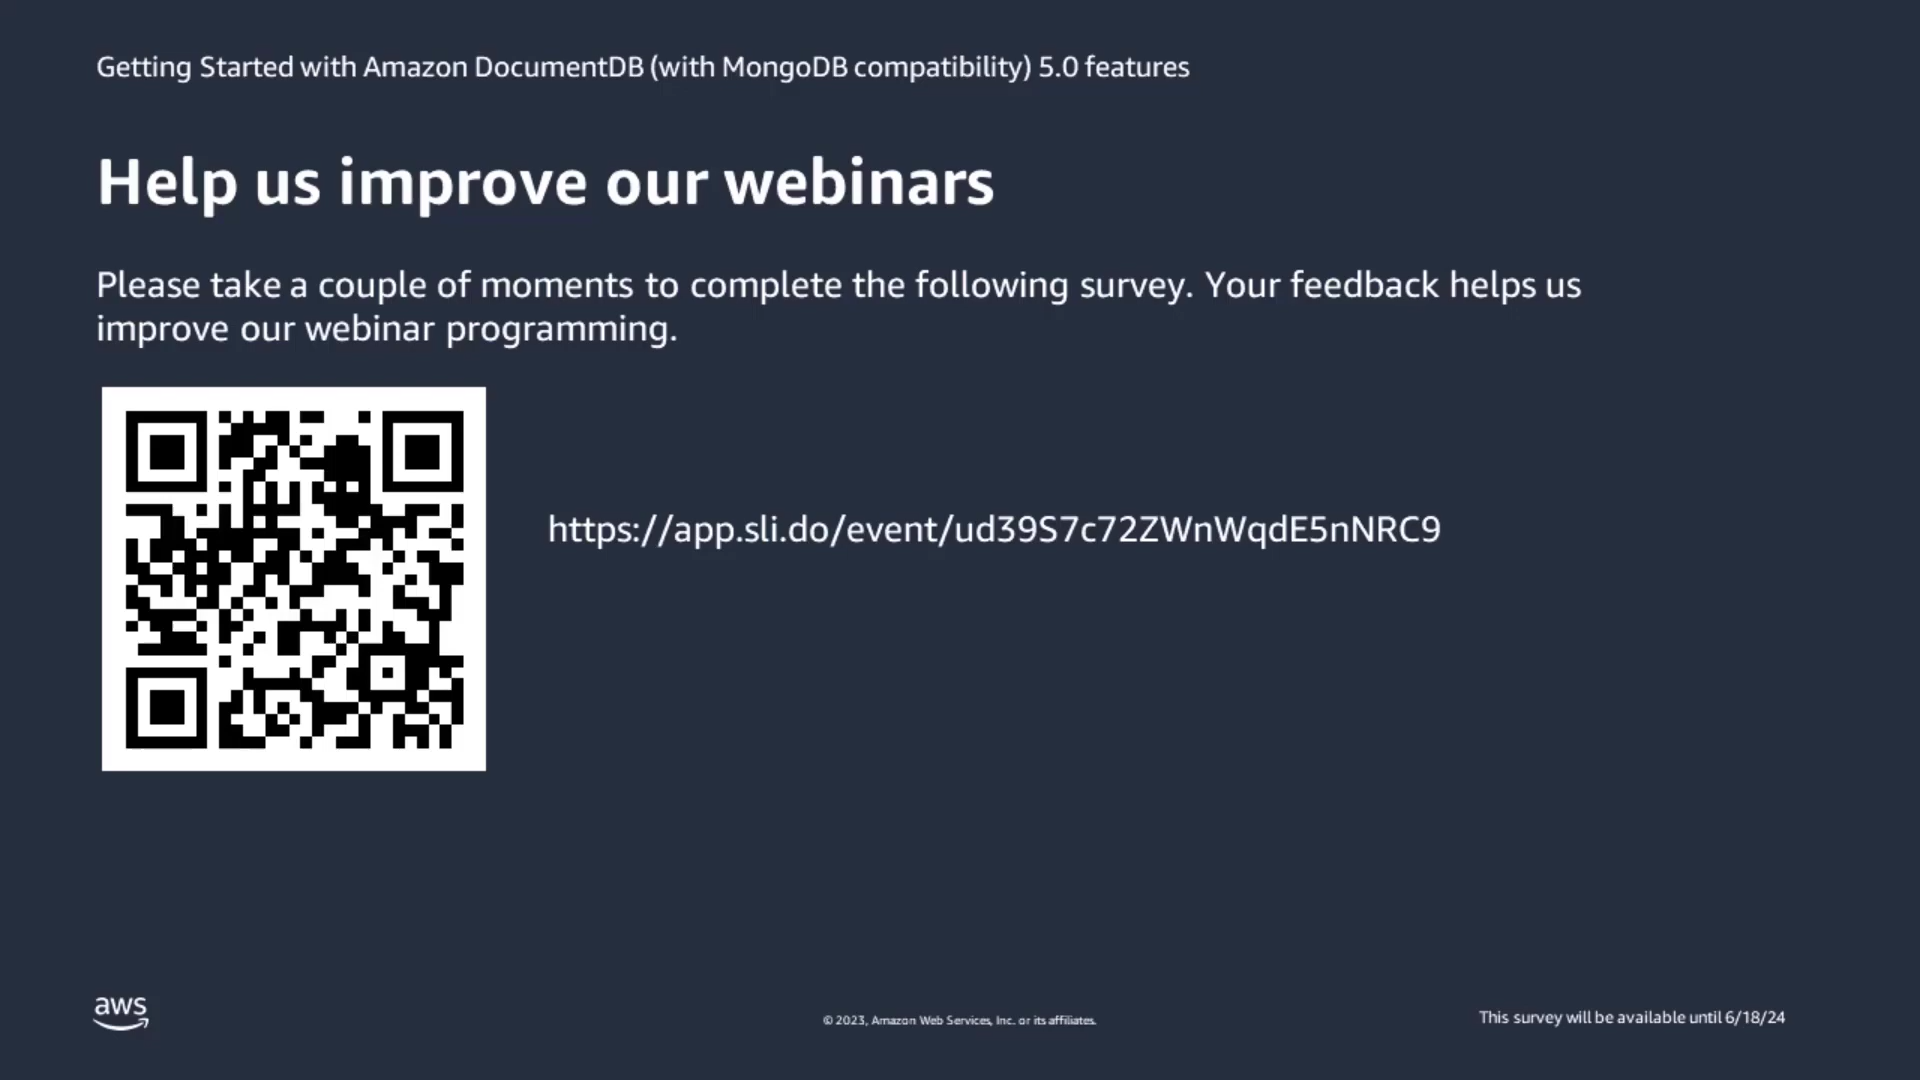 Getting Started with Amazon DocumentDB (with MongoDB compatibility) 5.0 features
Help us improve our webinars
Please take a couple of moments to complete the following survey. Your feedback helps us
improve our webinar programming.
https://app.sli.do/event/ud39S7c72ZWnWqdE5nNRC9
aws
© 2023, Amazon Web Services, Inc. or its affiliates.
This survey will be available until 6/18/24